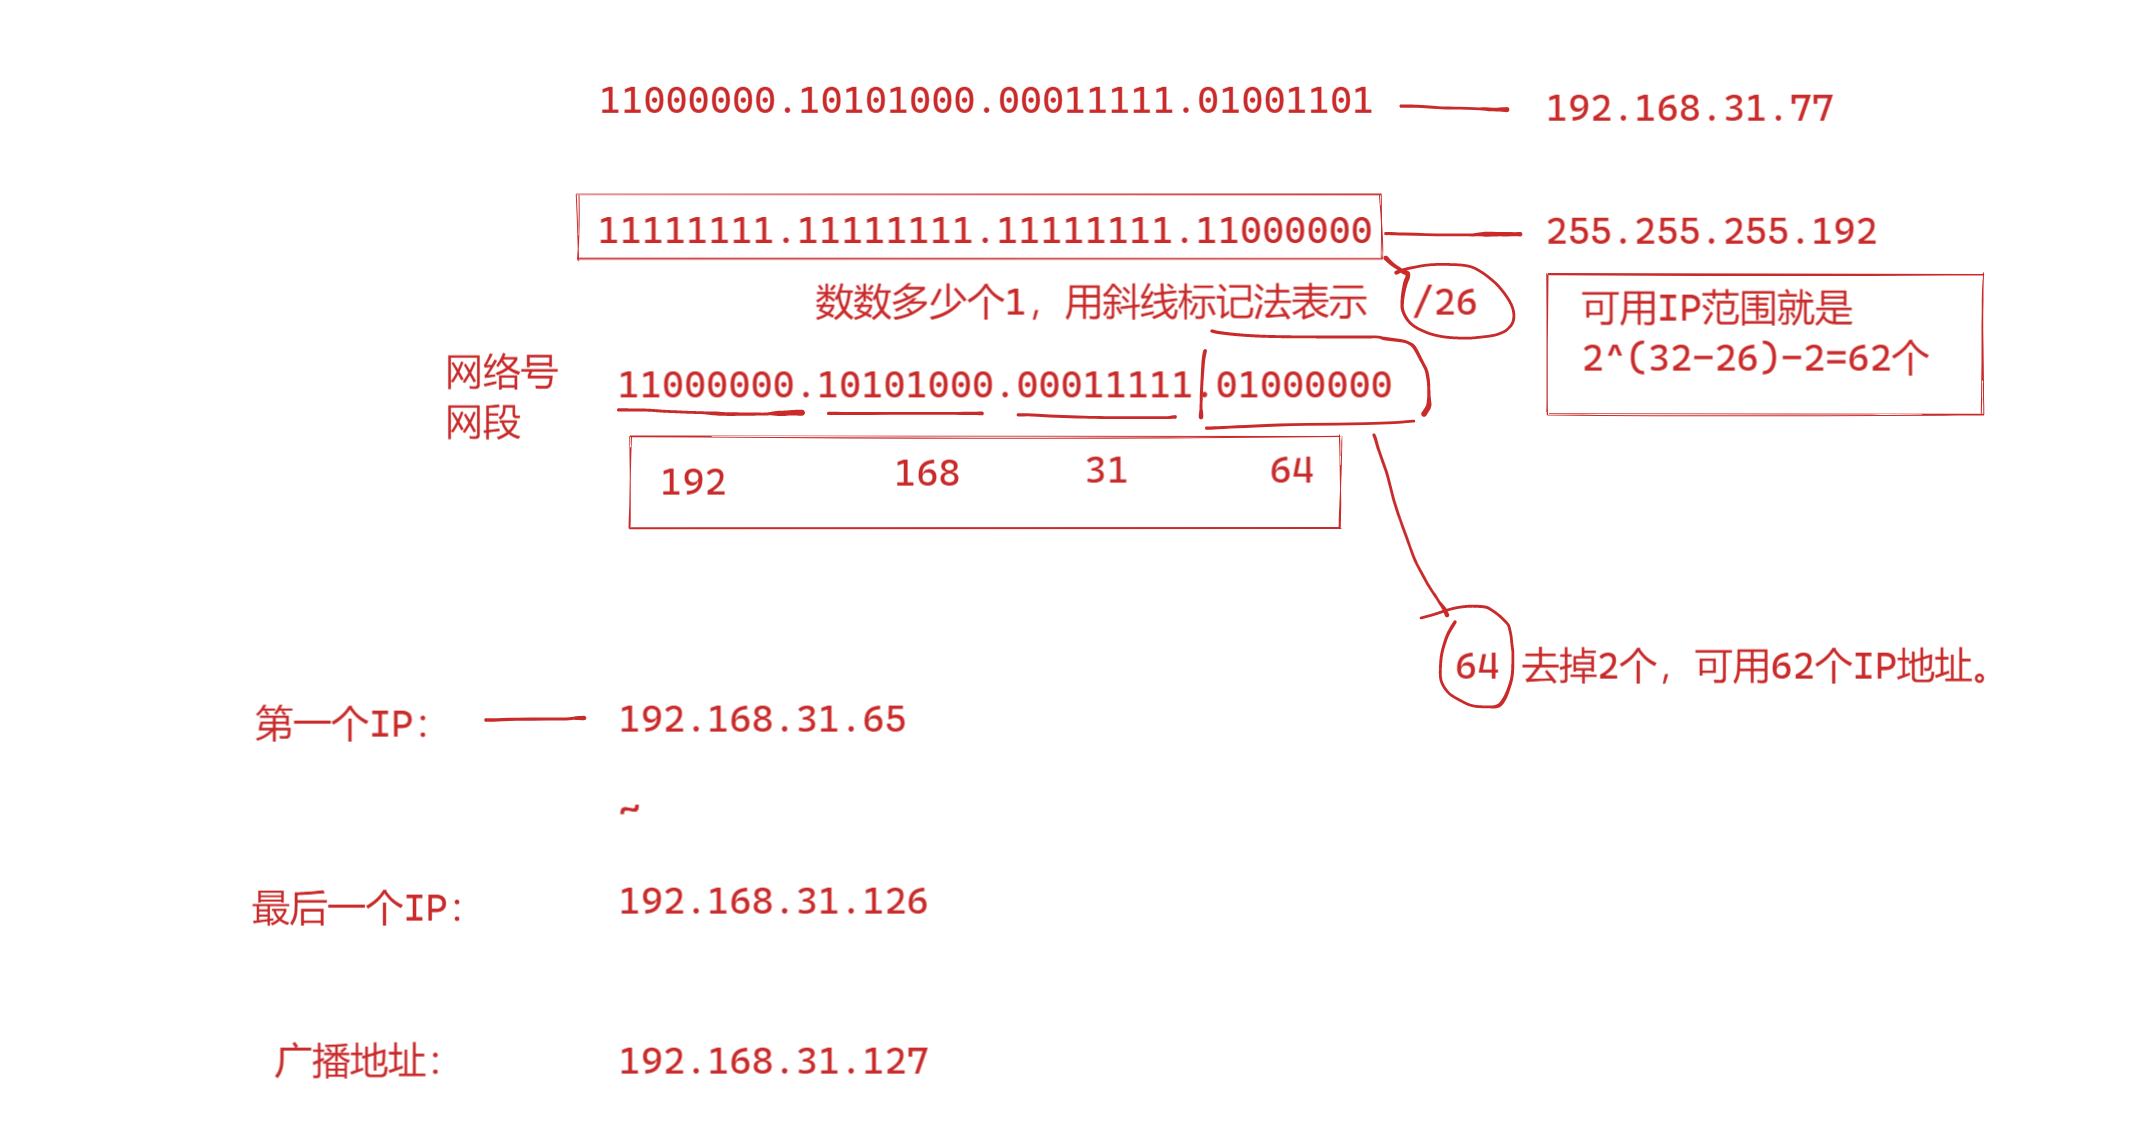 11000000.10101000.00011111.01001101
192.168.31.77
11111111.11111111.11111111.11000000
255.255.255.192
数数多少个1，用斜线标记法表示
/26
可用IP范围就是
2^(32-26)-2=62个
网络号
网段
11000000.10101000.00011111.01000000
192
168
31
64
64
去掉2个，可用62个IP地址。
第一个IP：
192.168.31.65
~
最后一个IP：
192.168.31.126
广播地址：
192.168.31.127